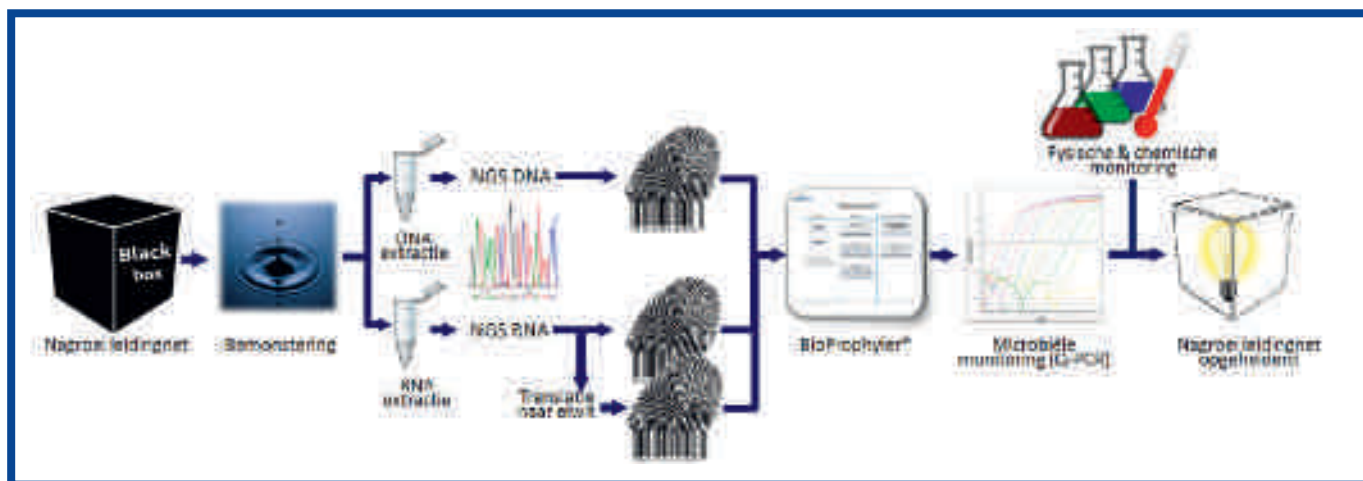 Fysische & chemische
monitoring
Black
box
NGS DNA
DNA
extractie
NGS RNA
Nagroei leidingnet
Bemonstering
BioProphyler®
Microbiële
monitoring (Q-PCR)
Nagroei leidingnet
opgehelderd
RNA
extractie
Translatie
naar eiwit